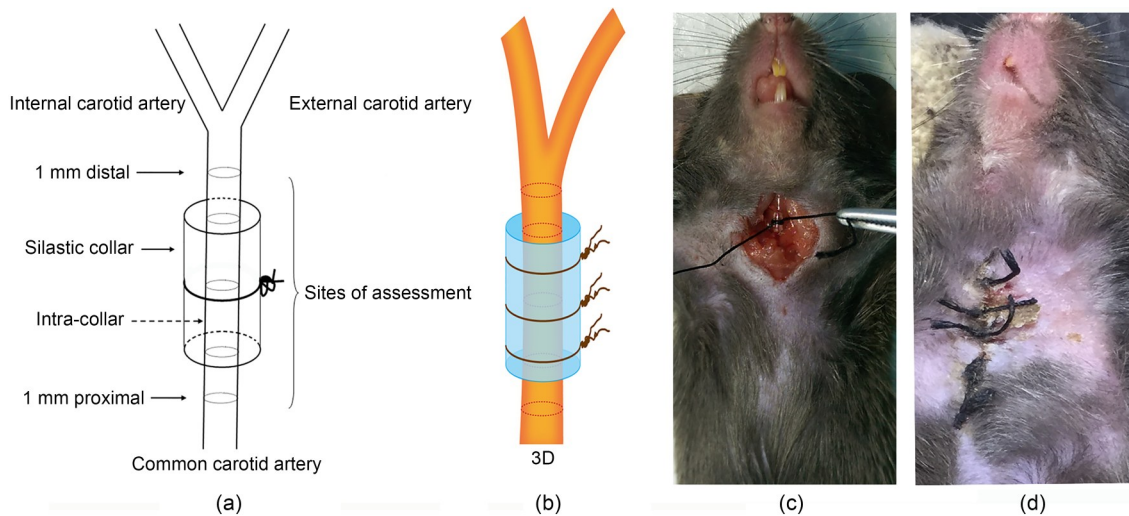 Internal carotid artery
External carotid artery
1 mm distal
Silastic collar
Sites of assessment
Intra-collar
1 mm proximal
Common carotid artery
3D
(a)
(b)
(c)
(d)